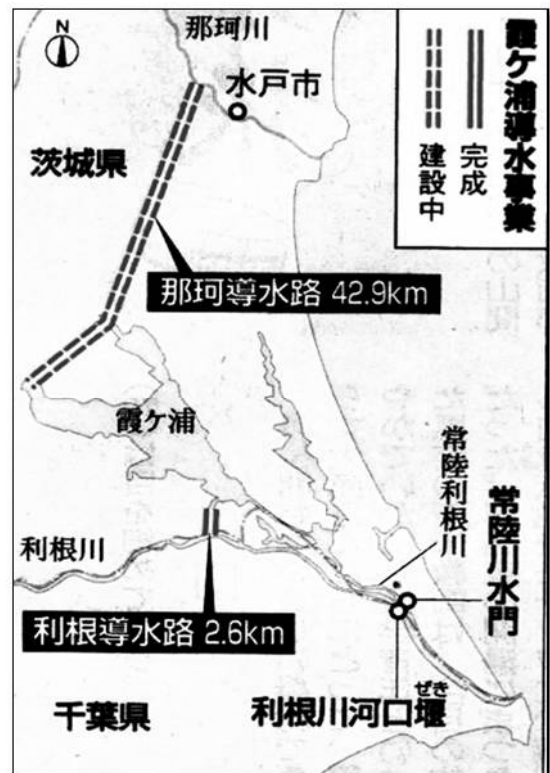 霞ケ浦導水事業
完成
建設中
N
那珂川
水戸市
茨城県
那珂導水路 42.9km
霞ケ浦
常陸利根川
常陸川水門
利根川
利根導水路 2.6km
ぜき
利根川河口堰
千葉県